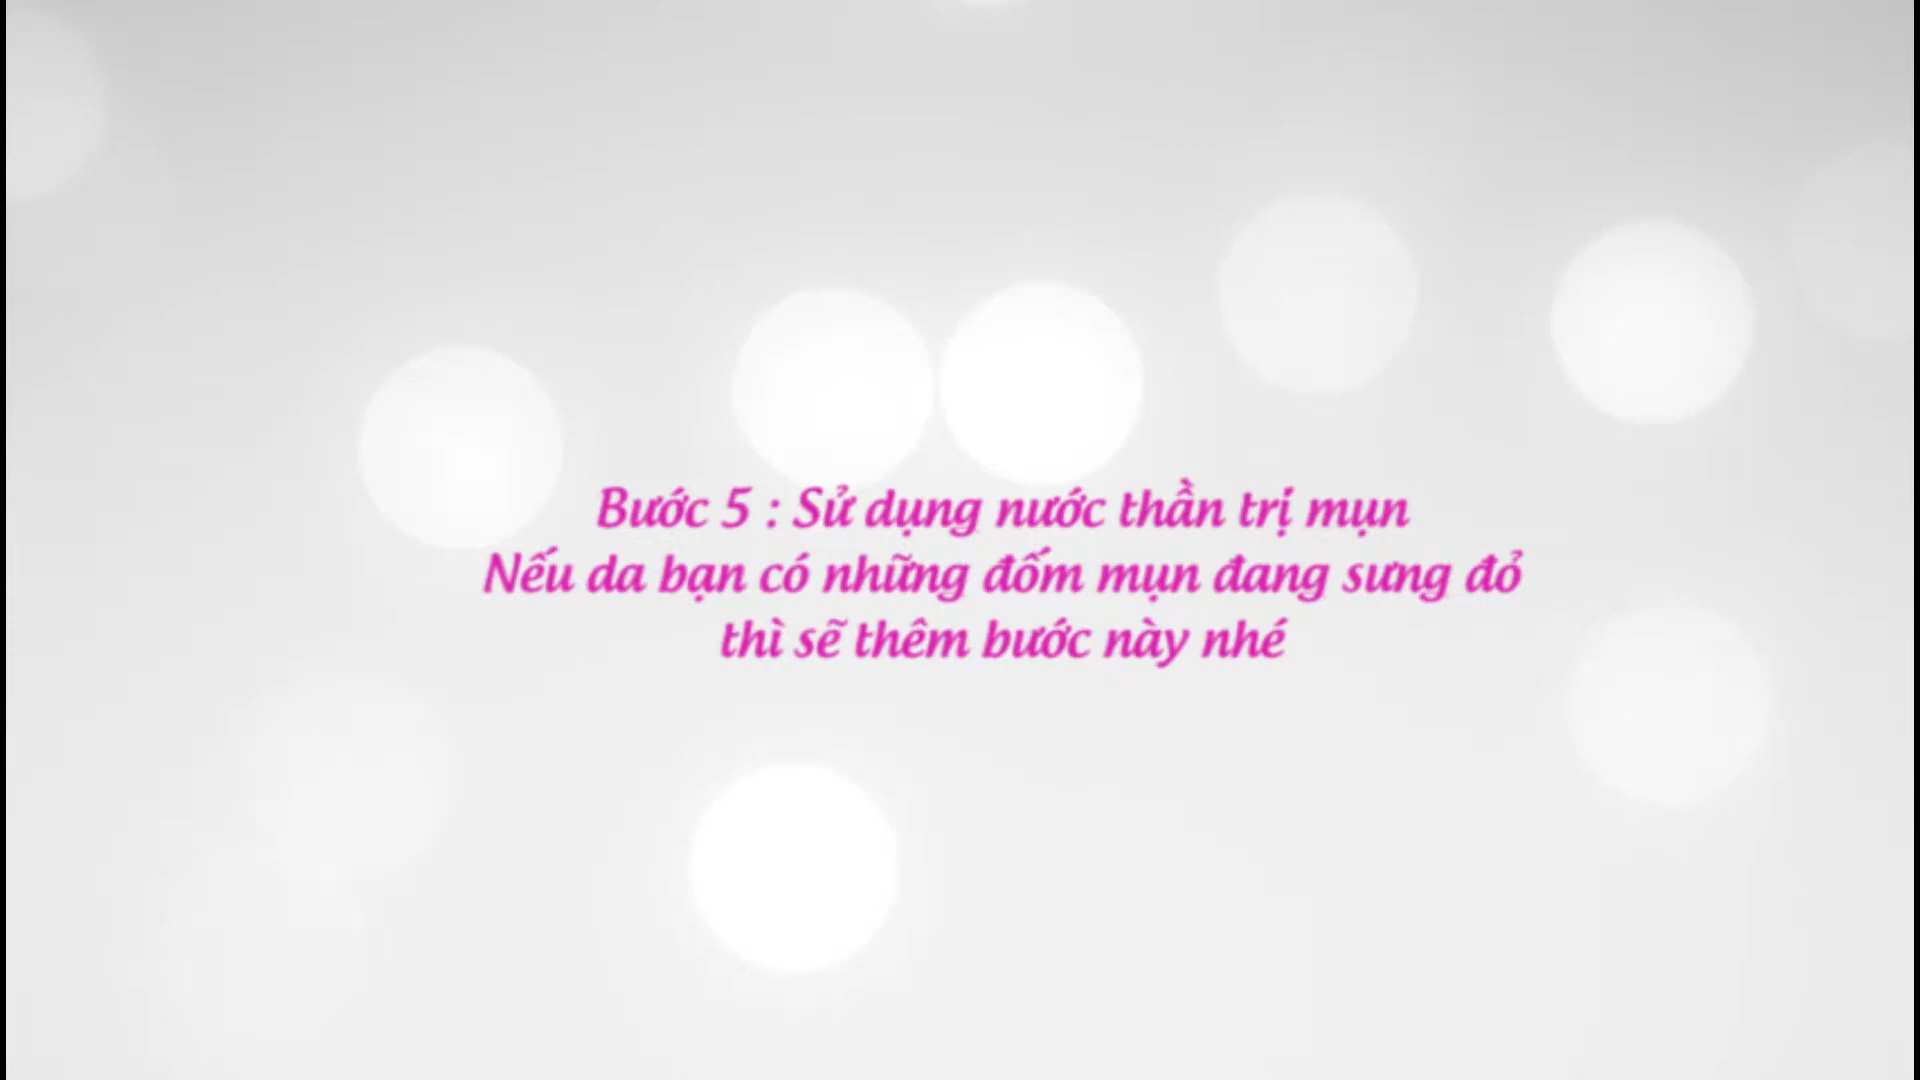 Bước 5 : Sử dụng nước thần trị mụn
Nếu da bạn có những đốm mụn đang sưng đỏ
thì sẽ thêm bước này nhé